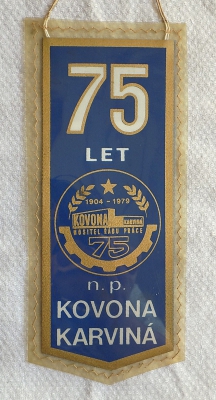 75
LET
1904 - 1979
KOVONA
KARVINÁ
NOSITEL ŘÁDU PRÁCE
75
n.p.
KOVONA
KARVINÁ